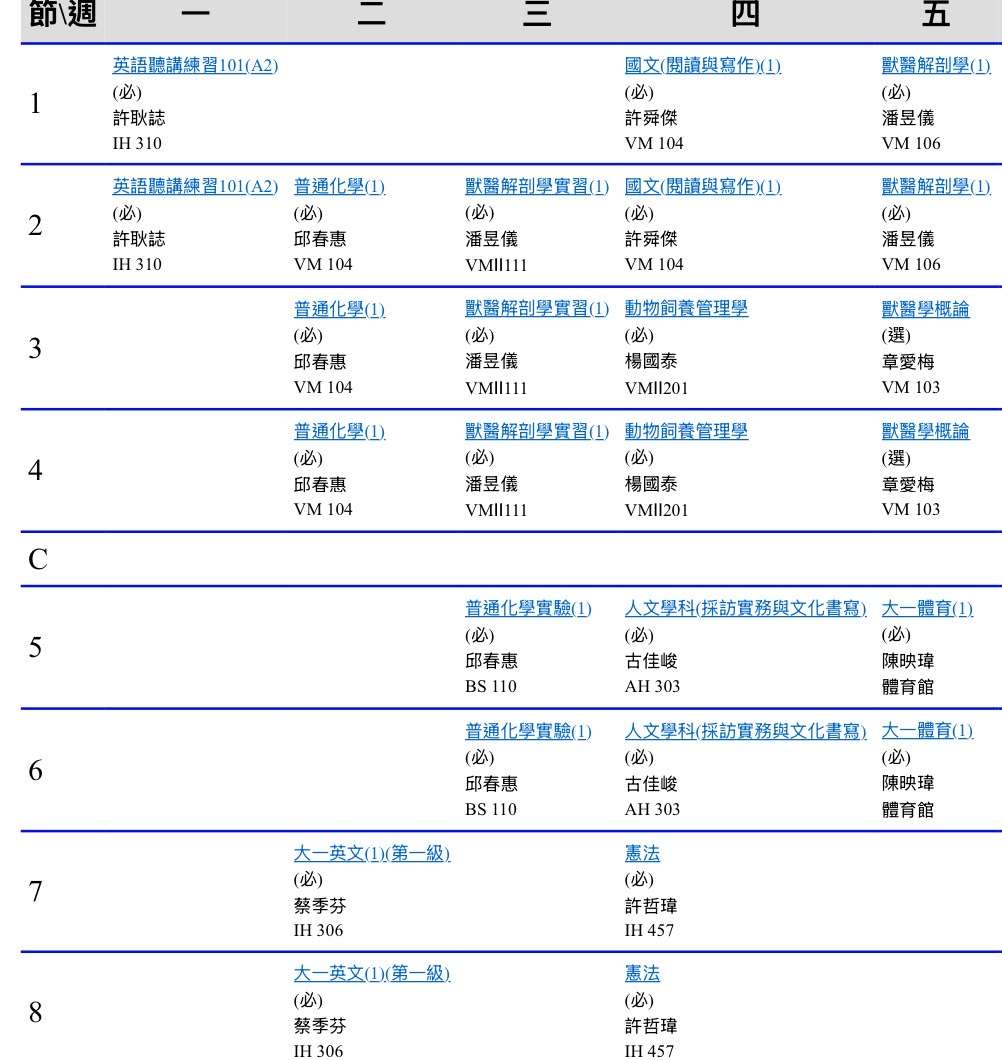 節\週 一 二 三 四 五
1
英語聽講練習101(A2)
(必)
許耿誌
IH 310
國文(閱讀與寫作)(1)
(必)
許舜傑
VM 104
獸醫解剖學(1)
(必)
潘昱儀
VM 106
2
英語聽講練習101(A2)
(必)
許耿誌
IH 310
普通化學(1)
(必)
邱春惠
VM 104
獸醫解剖學實習(1)
(必)
潘昱儀
VMⅡ111
國文(閱讀與寫作)(1)
(必)
許舜傑
VM 104
獸醫解剖學(1)
(必)
潘昱儀
VM 106
3
普通化學(1)
(必)
邱春惠
VM 104
獸醫解剖學實習(1)
(必)
潘昱儀
VMⅡ111
動物飼養管理學
(必)
楊國泰
VMⅡ201
獸醫學概論
(選)
章愛梅
VM 103
4
普通化學(1)
(必)
邱春惠
VM 104
獸醫解剖學實習(1)
(必)
潘昱儀
VMⅡ111
動物飼養管理學
(必)
楊國泰
VMⅡ201
獸醫學概論
(選)
章愛梅
VM 103
C
5
普通化學實驗(1)
(必)
邱春惠
BS 110
人文學科(採訪實務與文化書寫)
(必)
古佳峻
AH 303
大一體育(1)
(必)
陳映瑋
體育館
6
普通化學實驗(1)
(必)
邱春惠
BS 110
人文學科(採訪實務與文化書寫)
(必)
古佳峻
AH 303
大一體育(1)
(必)
陳映瑋
體育館
7
大一英文(1)(第一級)
(必)
蔡季芬
IH 306
憲法
(必)
許哲瑋
IH 457
8
大一英文(1)(第一級)
(必)
蔡季芬
IH 306
憲法
(必)
許哲瑋
IH 457